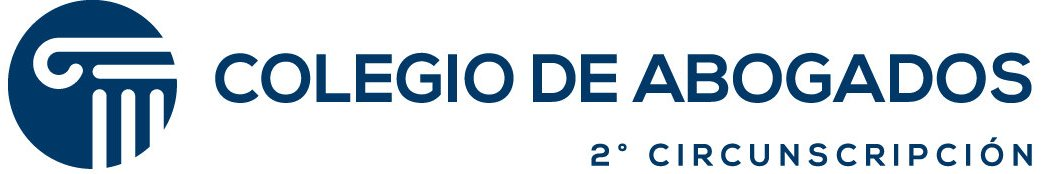 COLEGIO DE ABOGADOS
2° CIRCUNSCRIPCIÓN